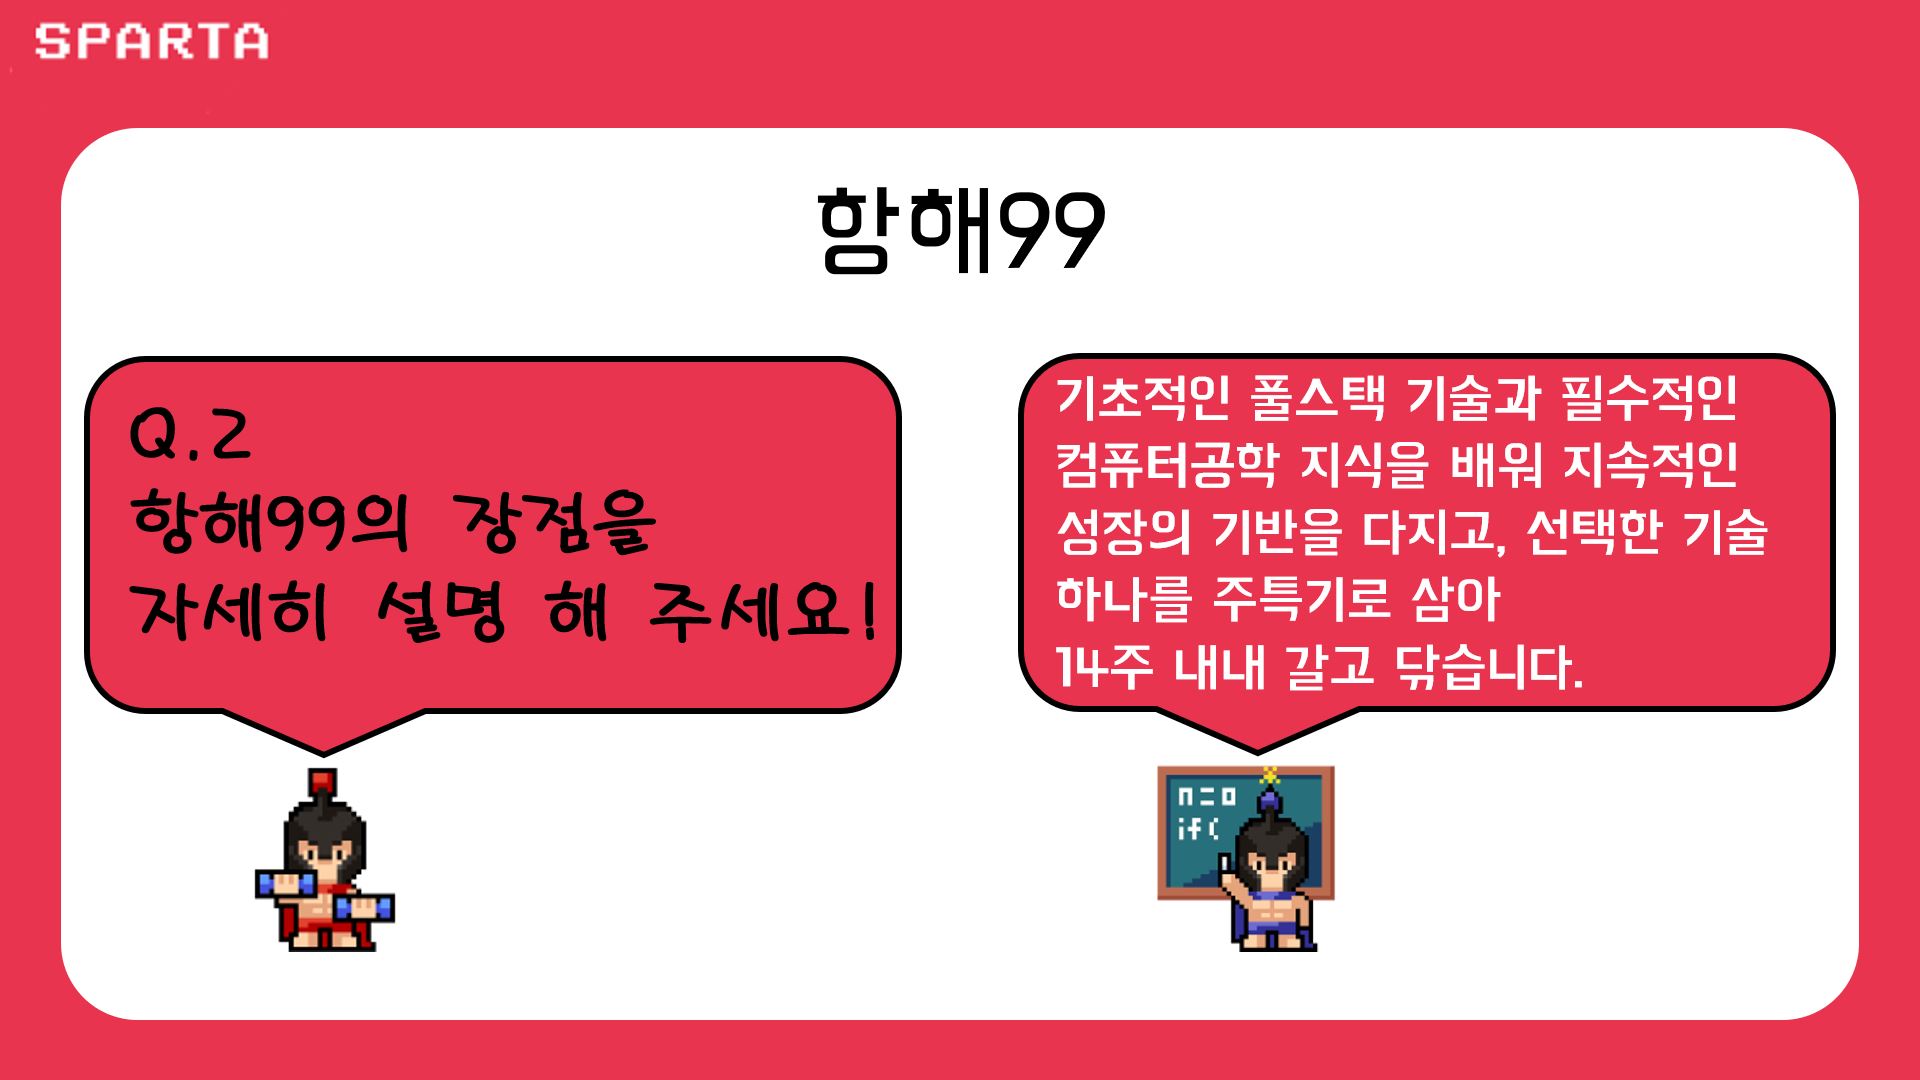 SPARTA
항해99
Q.2
항해99의 장점을
자세히 설명 해 주세요!
기초적인 풀스택 기술과 필수적인
컴퓨터공학 지식을 배워 지속적인
성장의 기반을 다지고, 선택한 기술
하나를 주특기로 삼아
14주 내내 갈고 닦습니다.
n=0
if(